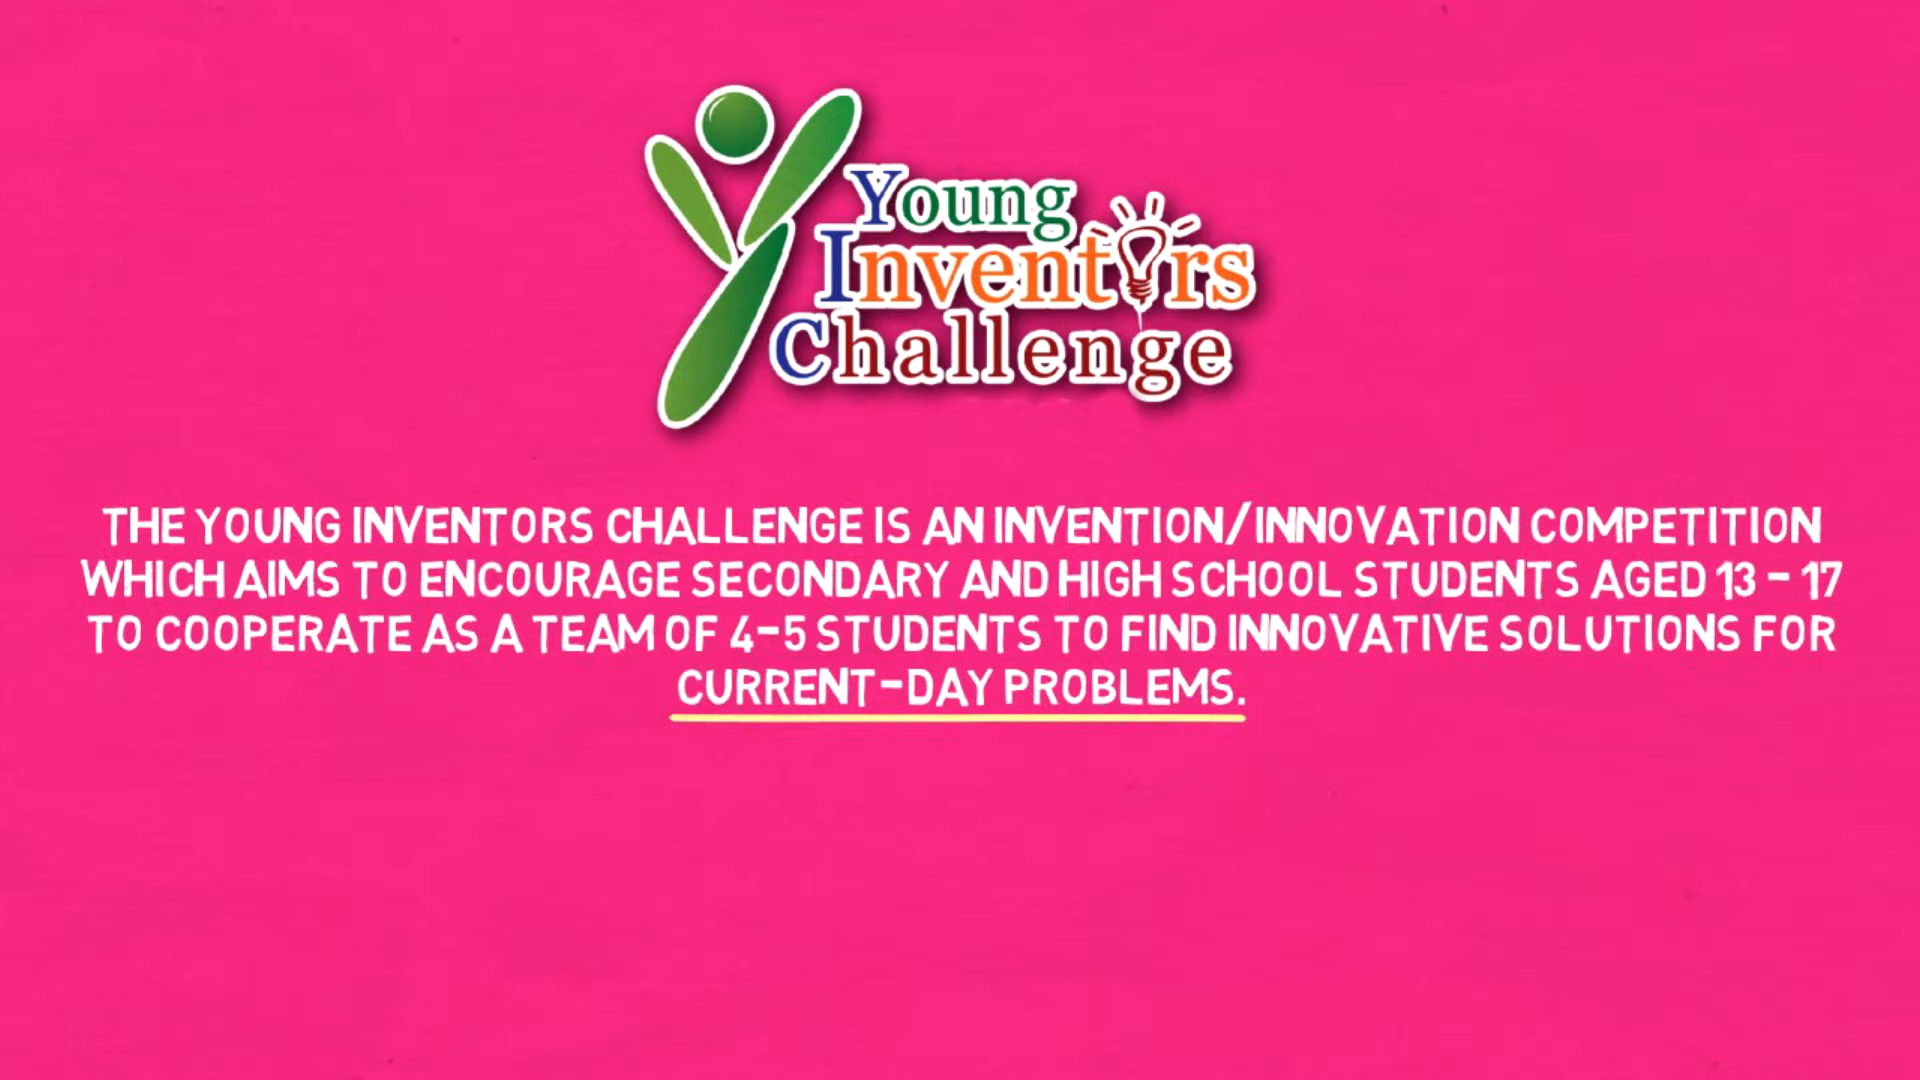 Young
Inventors
Challenge
THE YOUNG INVENTORS CHALLENGE IS AN INVENTION/INNOVATION COMPETITION
WHICH AIMS TO ENCOURAGE SECONDARY AND HIGH SCHOOL STUDENTS AGED 13 - 17
TO COOPERATE AS A TEAM OF 4-5 STUDENTS TO FIND INNOVATIVE SOLUTIONS FOR
CURRENT-DAY PROBLEMS.